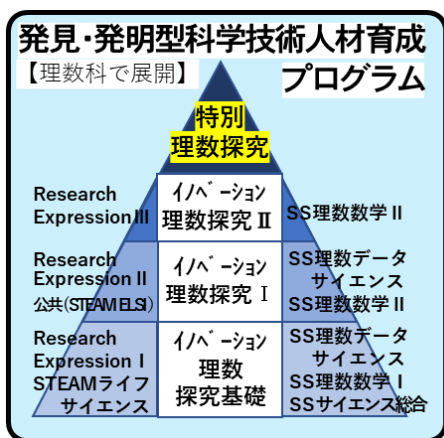 発見・発明型科学技術人材育成
【理数科で展開】
プログラム
特別
理数探究
Research
Expression Ⅲ
ｲﾉﾍﾞｰｼｮﾝ
理数探究 Ⅱ
SS理数数学Ⅱ
Research
Expression Ⅱ
公共(STEAM ELSI)
ｲﾉﾍﾞｰｼｮﾝ
理数探究 Ⅰ
SS理数データ
サイエンス
SS理数数学Ⅱ
Research
Expression Ⅰ
STEAMライフ
サイエンス
ｲﾉﾍﾞｰｼｮﾝ
理数
探究基礎
SS理数データ
サイエンス
SS理数数学Ⅰ
SSサイエンス総合